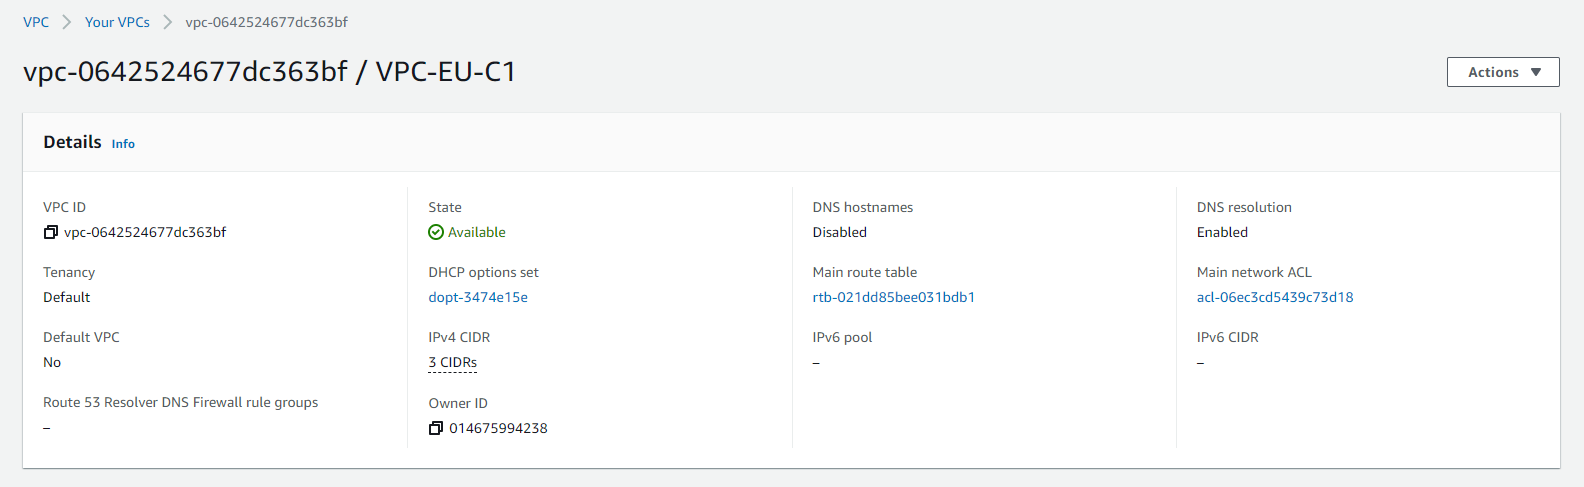 VPC > Your VPCs > vpc-0642524677dc363bf
vpc-0642524677dc363bf / VPC-EU-C1
Actions
Details Info
VPC ID
vpc-0642524677dc363bf
State
Available
DNS hostnames
Disabled
DNS resolution
Enabled
Tenancy
Default
DHCP options set
dopt-3474e15e
Main route table
rtb-021dd85bee031bdb1
Main network ACL
acl-06ec3cd5439c73d18
Default VPC
No
IPv4 CIDR
3 CIDRs
IPv6 pool
–
IPv6 CIDR
–
Route 53 Resolver DNS Firewall rule groups
–
Owner ID
014675994238